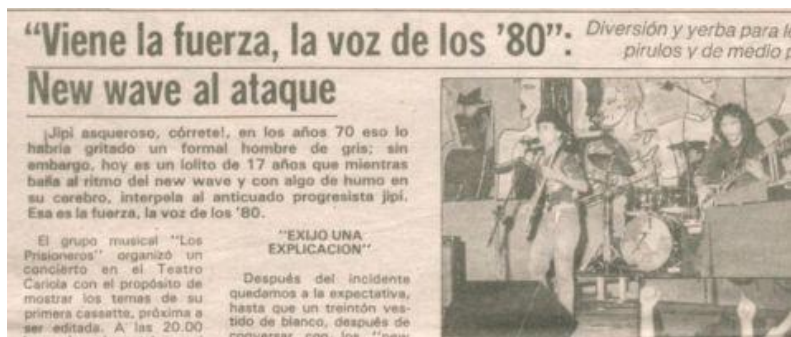 “Viene la fuerza, la voz de los ’80”:
Diversión y yerba para
pirulos y de medio
New wave al ataque
¡Jipi asqueroso, córrete!, en los años 70 eso lo
habría gritado un formal hombre de gris; sin
embargo, hoy es un lolito de 17 años que mientras
baila al ritmo del new wave y con algo de humo en
su cerebro, interpela al anticuado progresista jipi.
Esa es la fuerza, la voz de los ’80.
El grupo musical “Los
Prisioneros” organizó un
concierto en el Teatro
Cariola con el propósito de
mostrar los temas de su
primera cassette, próxima a
ser editada. A las 20.00
“EXIJO UNA
EXPLICACION”
Después del incidente
quedamos a la expectativa,
hasta que un treintón ves-
tido de blanco, después de
conversar con los “new